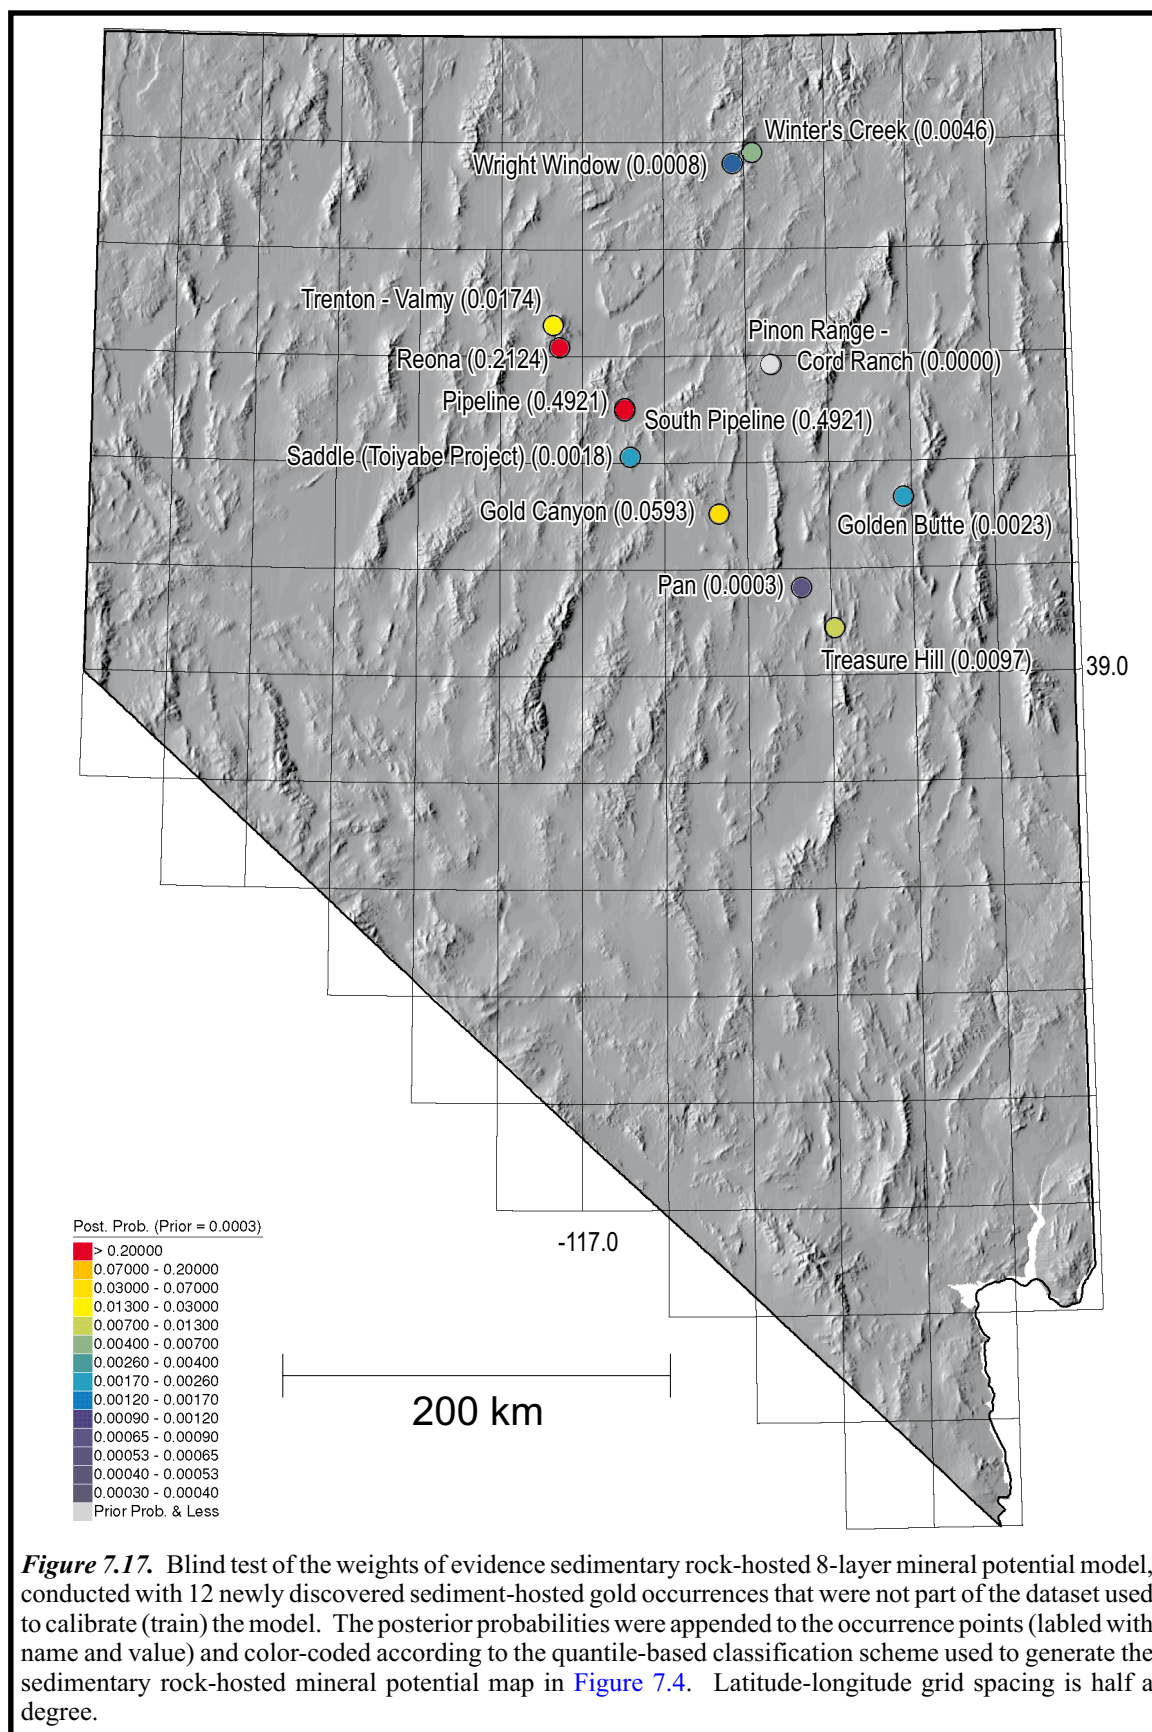 Winter's Creek (0.0046)
Wright Window (0.0008)
Trenton - Valmy (0.0174)
Reona (0.2124)
Pinon Range -
Cord Ranch (0.0000)
Pipeline (0.4921)
South Pipeline (0.4921)
Saddle (Toiyabe Project) (0.0018)
Gold Canyon (0.0593)
Golden Butte (0.0023)
Pan (0.0003)
Treasure Hill (0.0097)
39.0
-117.0
Post. Prob. (Prior = 0.0003)
> 0.20000
0.07000 - 0.20000
0.03000 - 0.07000
0.01300 - 0.03000
0.00700 - 0.01300
0.00400 - 0.00700
0.00260 - 0.00400
0.00170 - 0.00260
0.00120 - 0.00170
0.00090 - 0.00120
0.00065 - 0.00090
0.00053 - 0.00065
0.00040 - 0.00053
0.00030 - 0.00040
Prior Prob. & Less
200 km
Figure 7.17. Blind test of the weights of evidence sedimentary rock-hosted 8-layer mineral potential model,
conducted with 12 newly discovered sediment-hosted gold occurrences that were not part of the dataset used
to calibrate (train) the model. The posterior probabilities were appended to the occurrence points (labled with
name and value) and color-coded according to the quantile-based classification scheme used to generate the
sedimentary rock-hosted mineral potential map in Figure 7.4. Latitude-longitude grid spacing is half a
degree.